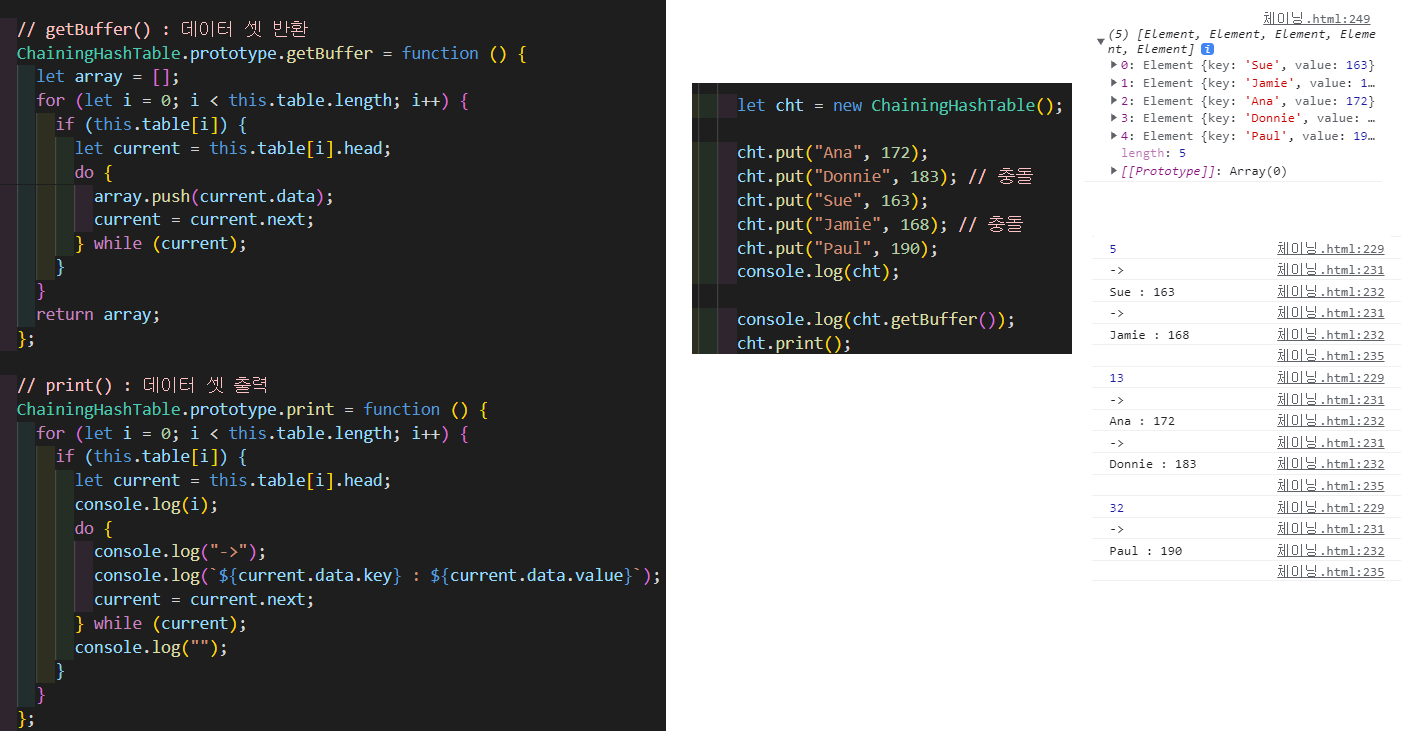 // getBuffer() : 데이터 셋 반환
ChainingHashTable.prototype.getBuffer = function () {
  let array = [];
  for (let i = 0; i < this.table.length; i++) {
    if (this.table[i]) {
      let current = this.table[i].head;
      do {
        array.push(current.data);
        current = current.next;
      } while (current);
    }
  }
  return array;
};
// print() : 데이터 셋 출력
ChainingHashTable.prototype.print = function () {
  for (let i = 0; i < this.table.length; i++) {
    if (this.table[i]) {
      let current = this.table[i].head;
      console.log(i);
      do {
        console.log("->");
        console.log(`${current.data.key} : ${current.data.value}`);
        current = current.next;
      } while (current);
      console.log("");
    }
  }
};
let cht = new ChainingHashTable();
cht.put("Ana", 172);
cht.put("Donnie", 183); // 충돌
cht.put("Sue", 163);
cht.put("Jamie", 168); // 충돌
cht.put("Paul", 190);
console.log(cht);
console.log(cht.getBuffer());
cht.print();
체이닝.html:249
(5) [Element, Element, Element, Eleme
nt, Element] i
0: Element {key: 'Sue', value: 163}
1: Element {key: 'Jamie', value: 1…
2: Element {key: 'Ana', value: 172}
3: Element {key: 'Donnie', value: …
4: Element {key: 'Paul', value: 19…
length: 5
[[Prototype]]: Array(0)
5 체이닝.html:229
-> 체이닝.html:231
Sue : 163 체이닝.html:232
-> 체이닝.html:231
Jamie : 168 체이닝.html:232
체이닝.html:235
13 체이닝.html:229
-> 체이닝.html:231
Ana : 172 체이닝.html:232
-> 체이닝.html:231
Donnie : 183 체이닝.html:232
체이닝.html:235
32 체이닝.html:229
-> 체이닝.html:231
Paul : 190 체이닝.html:232
체이닝.html:235